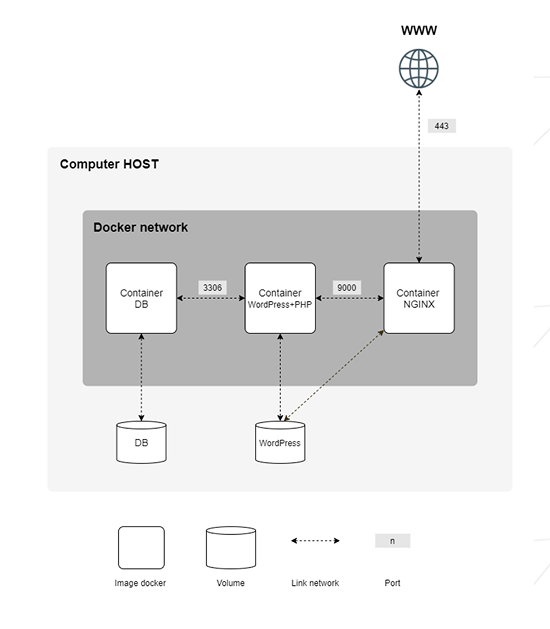 WWW
443
Computer HOST
Docker network
Container
DB
3306
Container
WordPress+PHP
9000
Container
NGINX
DB
WordPress
n
Image docker
Volume
Link network
Port